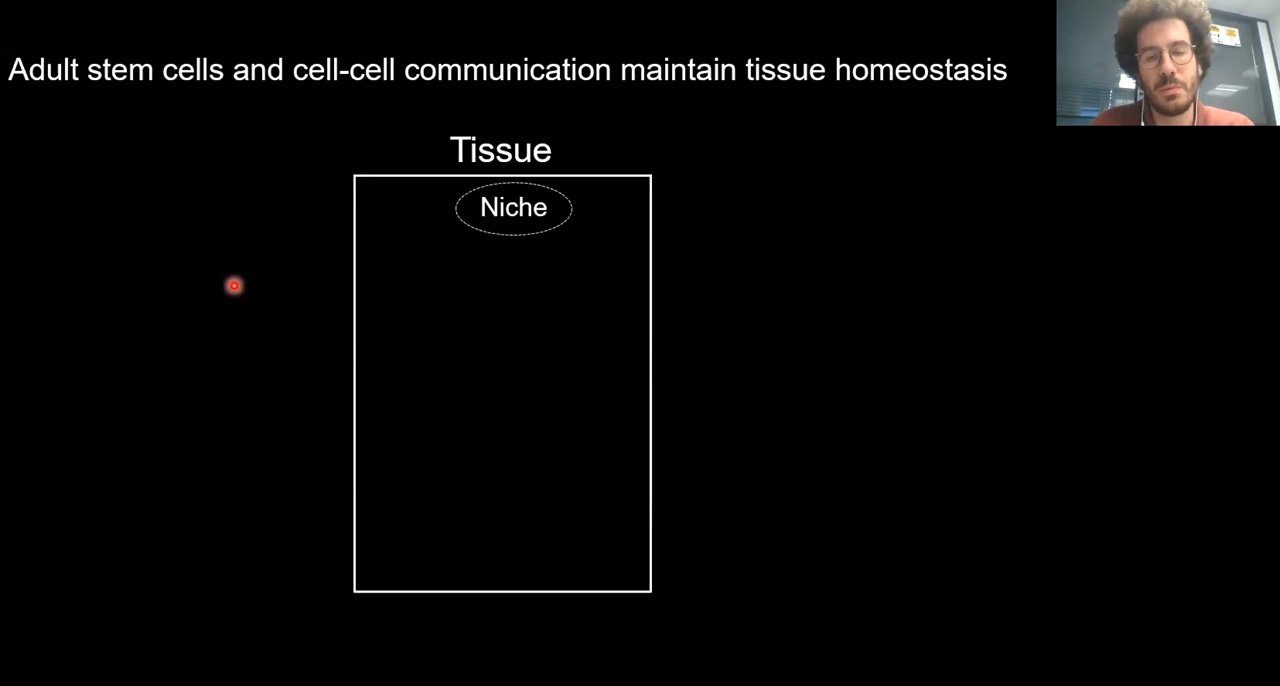 Adult stem cells and cell-cell communication maintain tissue homeostasis
Tissue
Niche